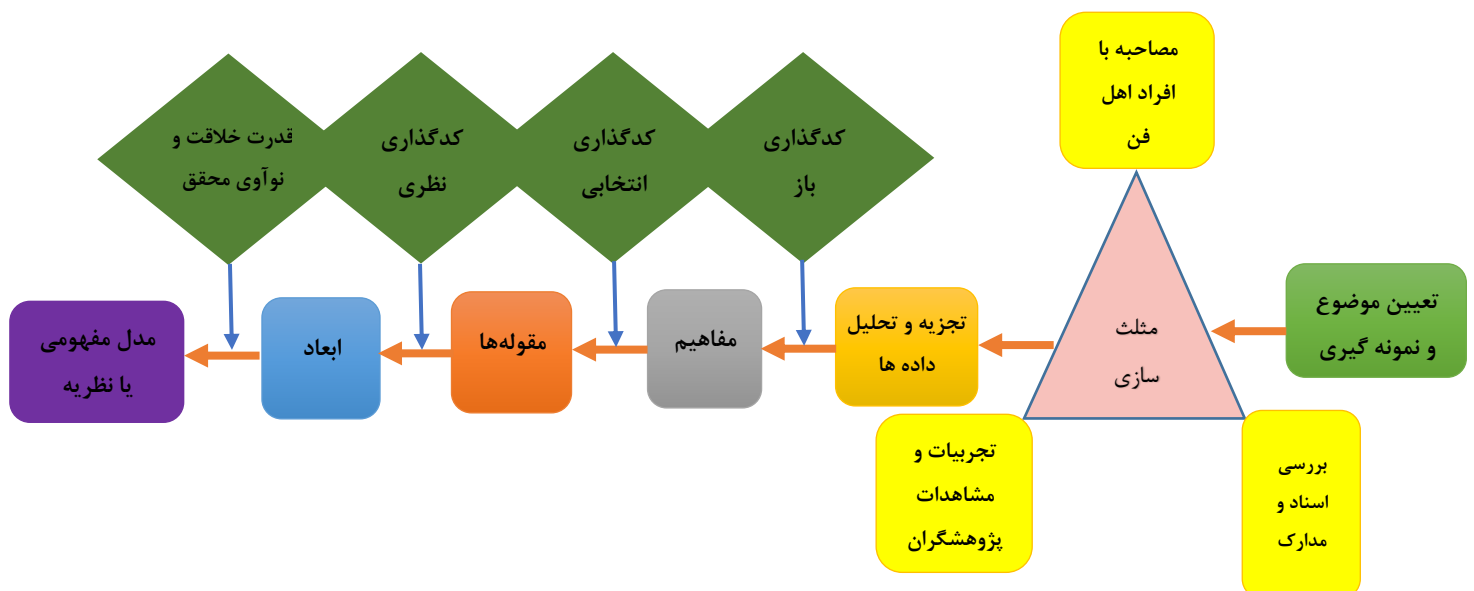 تعیین موضوع
و نمونه گیری
مصاحبه با
افراد اهل
فن
مثلث
سازی
بررسی
اسناد و
مدارک
تجربیات و
مشاهدات
پژوهشگران
تجزیه و تحلیل
داده ها
کدگذاری
باز
مفاهیم
کدگذاری
انتخابی
مقوله‌ها
کدگذاری
نظری
ابعاد
قدرت خلاقت و
نوآوی محقق
مدل مفهومی
یا نظریه